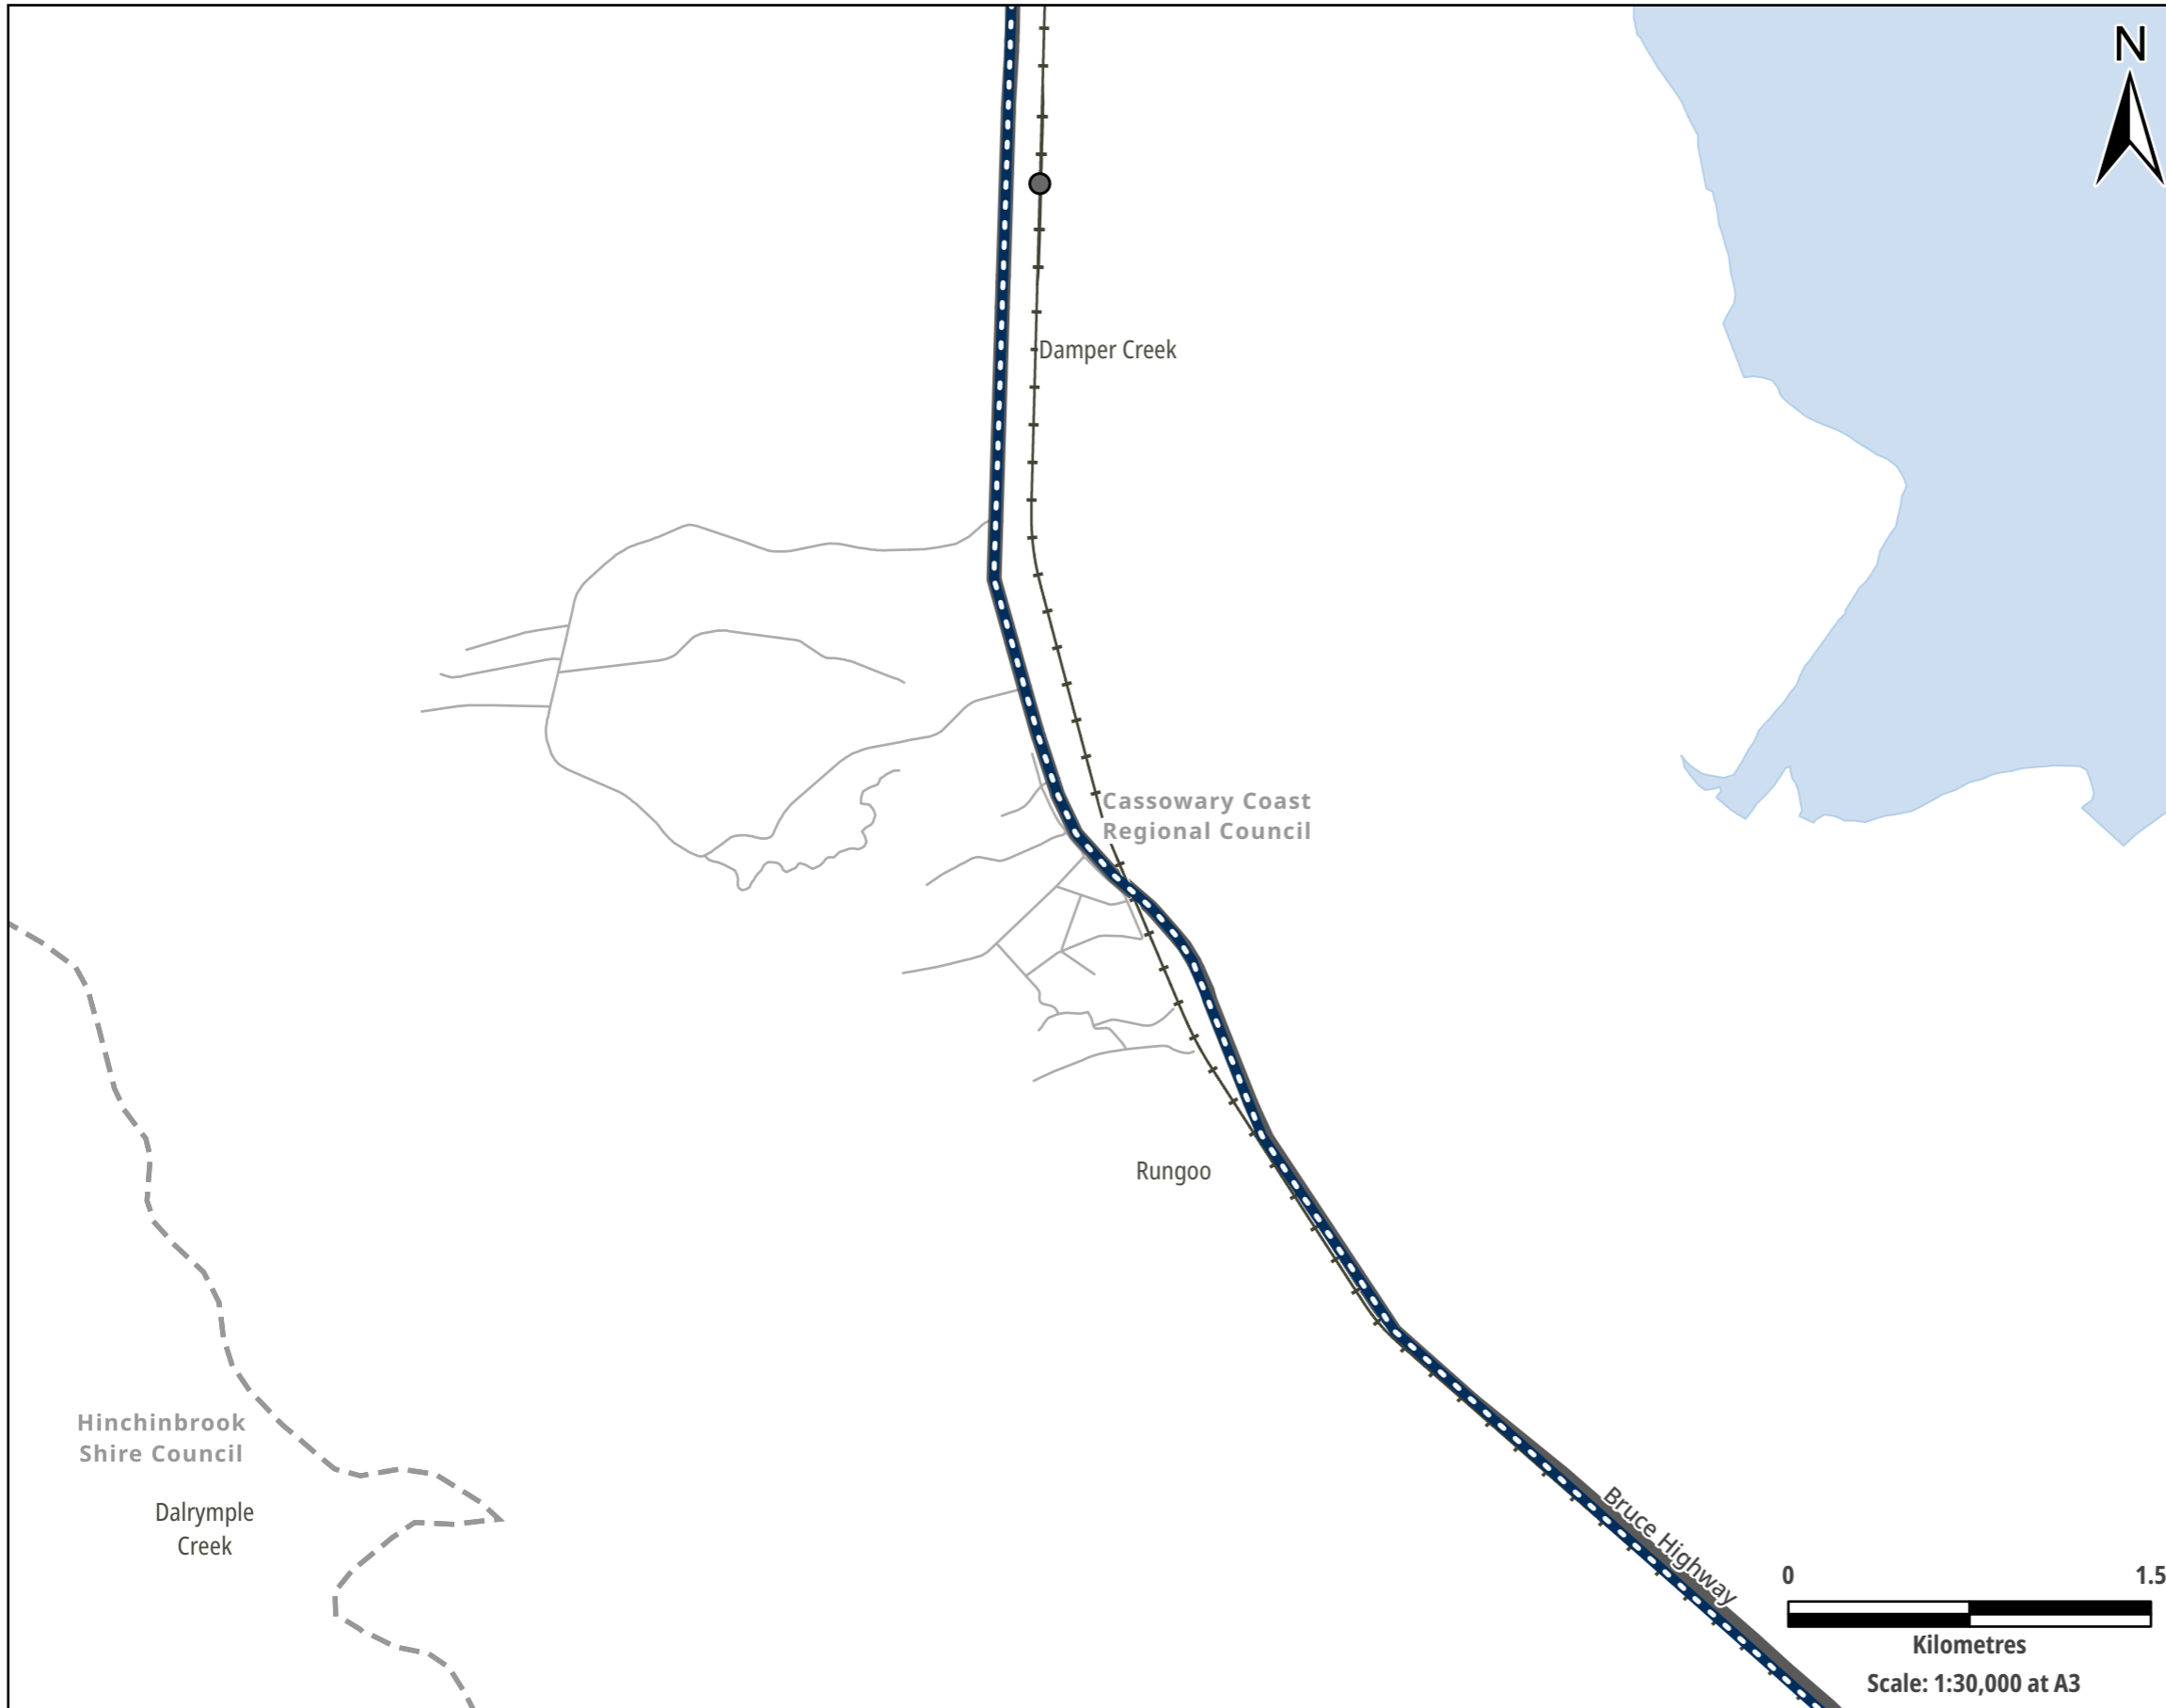 N
Damper Creek
Cassowary Coast
Regional Council
Rungoo
Hinchinbrook
Shire Council
Dalrymple
Creek
Bruce Highway
0 1.5
Kilometres
Scale: 1:30,000 at A3